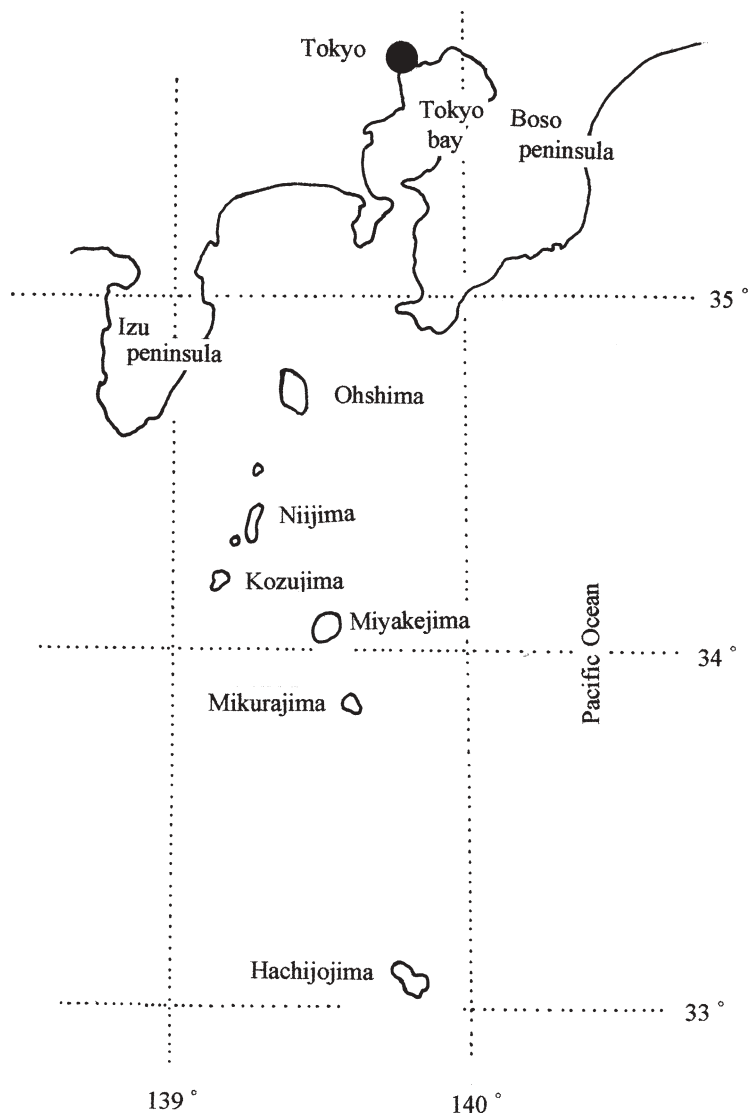 Tokyo
Tokyo
bay
Boso
peninsula
35 °
Izu
peninsula
Ohshima
Niijima
Kozujima
Miyakejima
Pacific Ocean
34 °
Mikurajima
Hachijojima
33 °
139 °
140 °